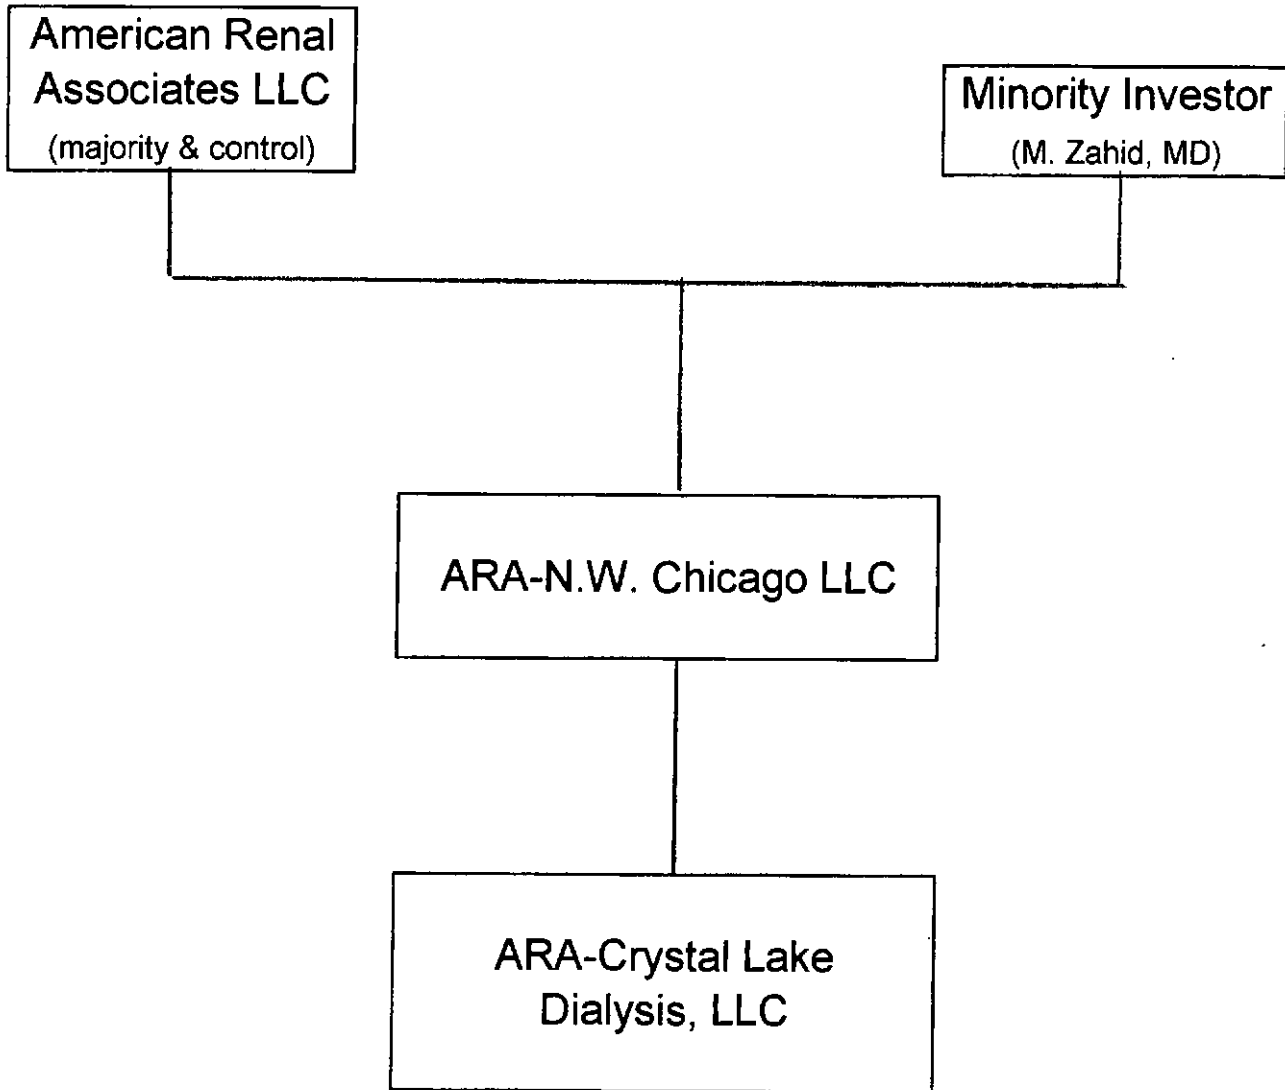 American Renal
Associates LLC
(majority & control)
Minority Investor
(M. Zahid, MD)
ARA-N.W. Chicago LLC
ARA-Crystal Lake
Dialysis, LLC